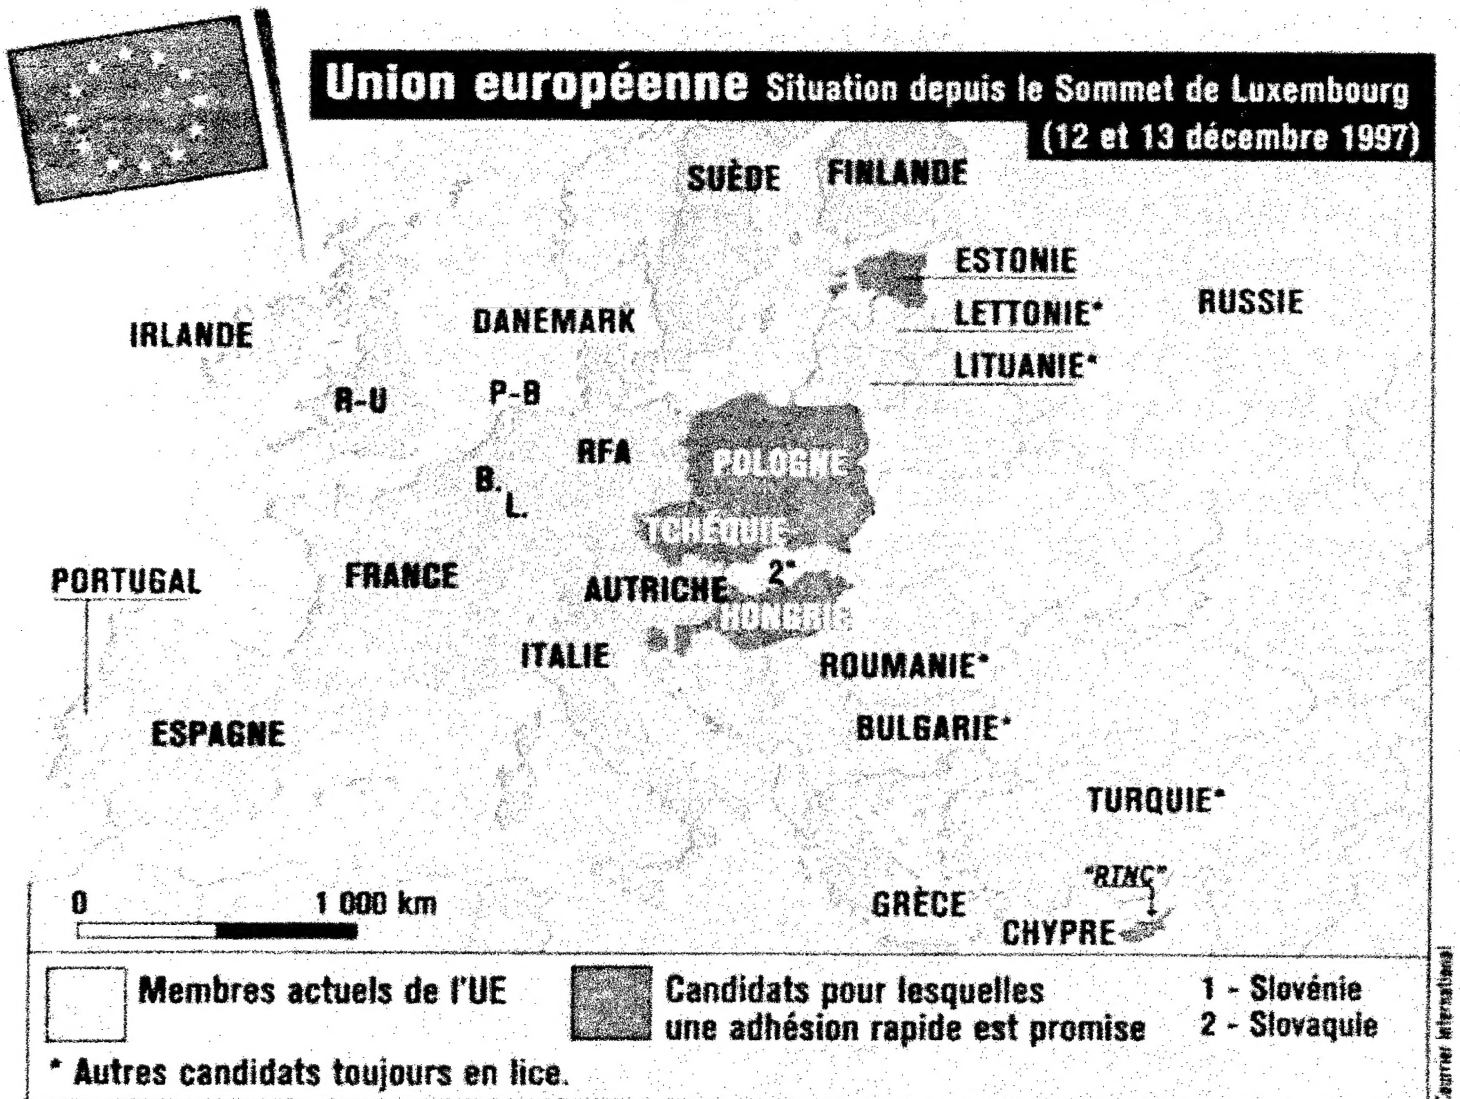 Union européenne Situation depuis le Sommet de Luxembourg
(12 et 13 décembre 1997)
SUÈDE
FINLANDE
ESTONIE
LETTONIE*
LITUANIE*
RUSSIE
IRLANDE
DANEMARK
R-U
P-B
RFA
POLOGNE
B.
L.
TCHÉQUIE
2*
PORTUGAL
FRANCE
AUTRICHE
HONGRIE
1
ITALIE
ROUMANIE*
ESPAGNE
BULGARIE*
TURQUIE*
"RTNC"
GRÈCE
CHYPRE
0 1 000 km
Membres actuels de l'UE
Candidats pour lesquelles
une adhésion rapide est promise
1 - Slovénie
2 - Slovaquie
* Autres candidats toujours en lice.
Courrier International